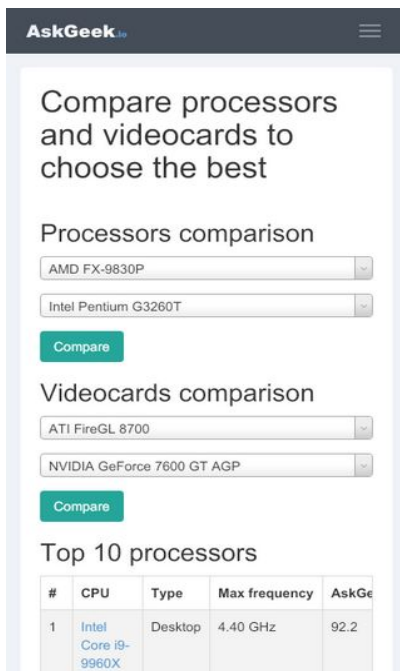 AskGeek.io
Compare processors
and videocards to
choose the best
Processors comparison
AMD FX-9830P
Intel Pentium G3260T
Compare
Videocards comparison
ATI FireGL 8700
NVIDIA GeForce 7600 GT AGP
Compare
Top 10 processors
# CPU Type Max frequency AskGe
1 Intel Desktop 4.40 GHz 92.2
Core i9-
9960X